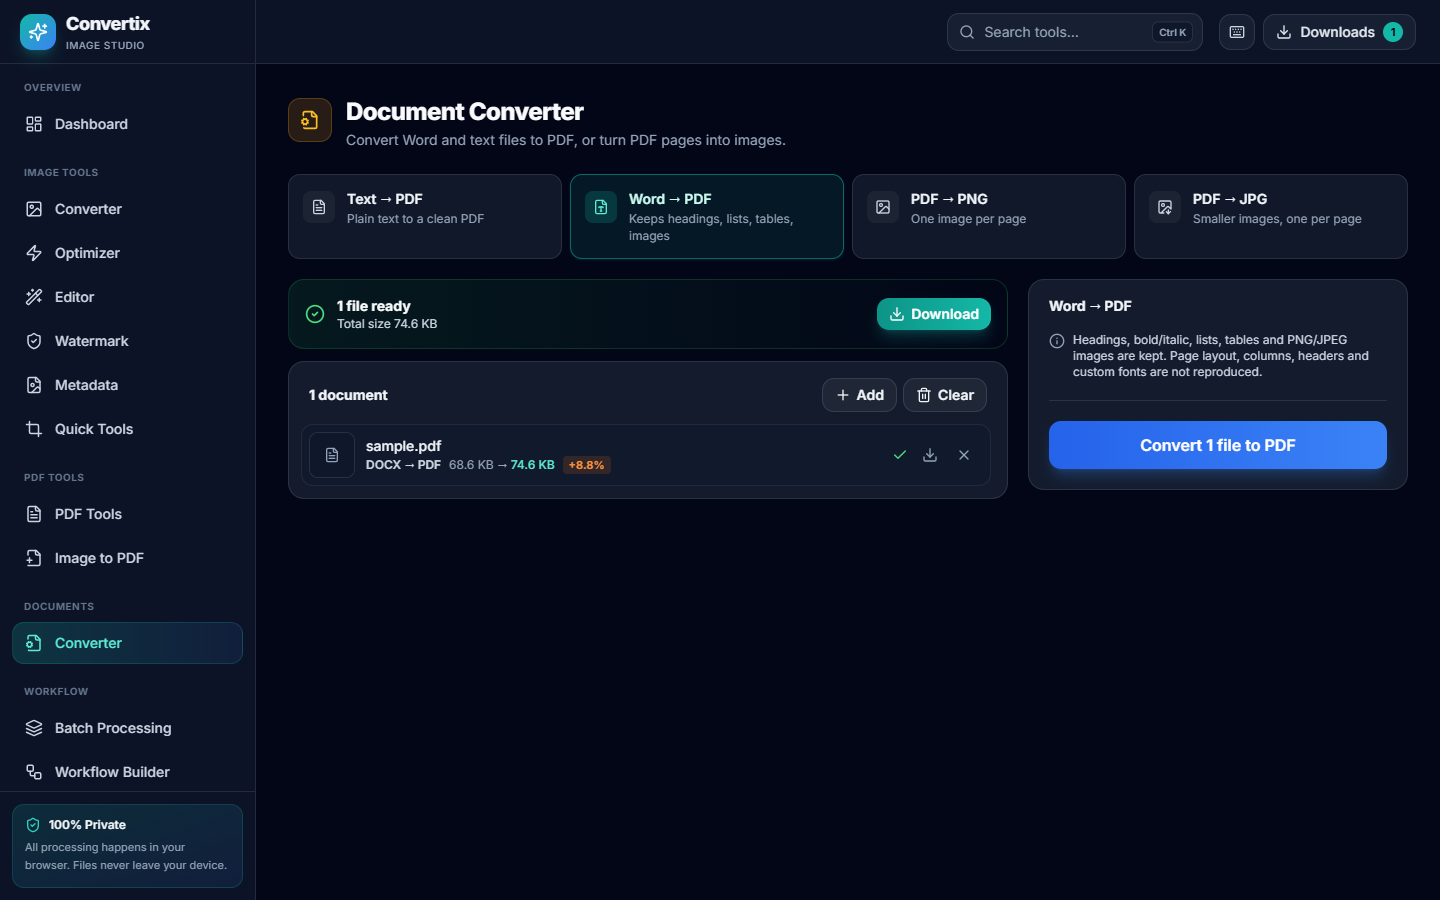 Convertix
IMAGE STUDIO
Search tools...
Ctrl K
Downloads
1
OVERVIEW
Dashboard
IMAGE TOOLS
Converter
Optimizer
Editor
Watermark
Metadata
Quick Tools
PDF TOOLS
PDF Tools
Image to PDF
DOCUMENTS
Converter
WORKFLOW
Batch Processing
Workflow Builder
100% Private
All processing happens in your
browser. Files never leave your device.
Document Converter
Convert Word and text files to PDF, or turn PDF pages into images.
Text → PDF
Plain text to a clean PDF
Word → PDF
Keeps headings, lists, tables,
images
PDF → PNG
One image per page
PDF → JPG
Smaller images, one per page
1 file ready
Total size 74.6 KB
Download
1 document
Add
Clear
sample.pdf
DOCX → PDF 68.6 KB → 74.6 KB +8.8%
Word → PDF
Headings, bold/italic, lists, tables and PNG/JPEG
images are kept. Page layout, columns, headers and
custom fonts are not reproduced.
Convert 1 file to PDF